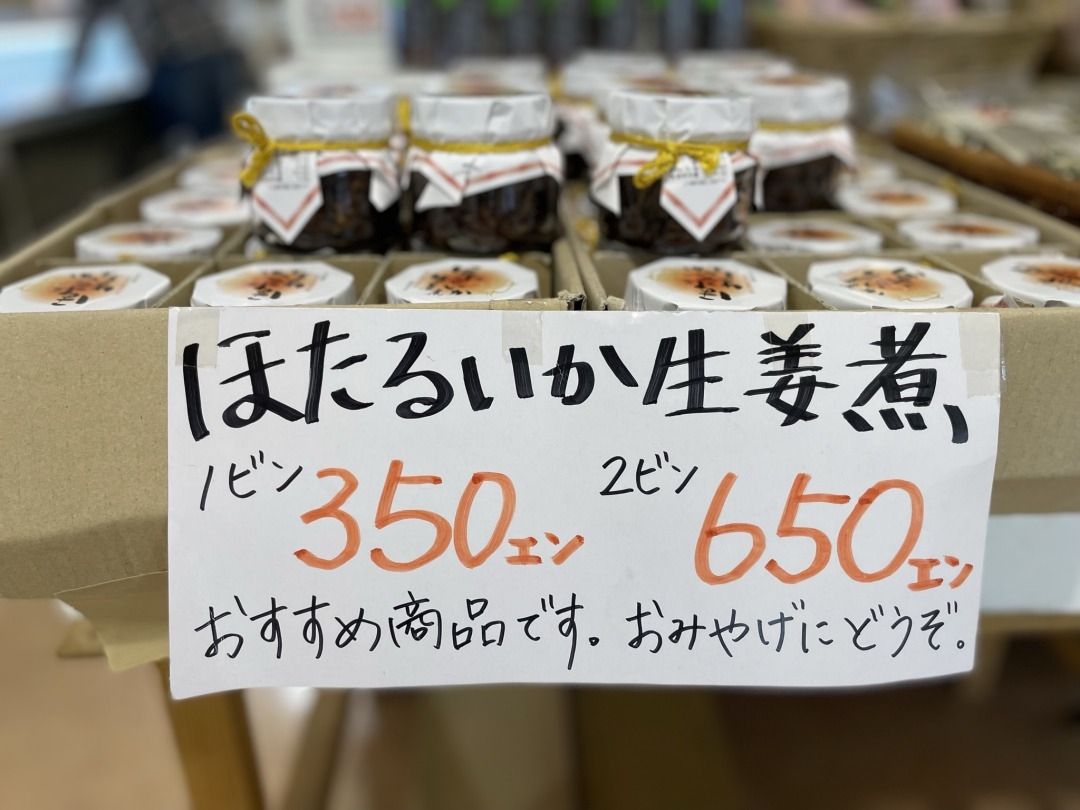 ほたるいか生姜煮
1ビン 350エン 2ビン 650エン
おすすめ商品です。おみやげにどうぞ。